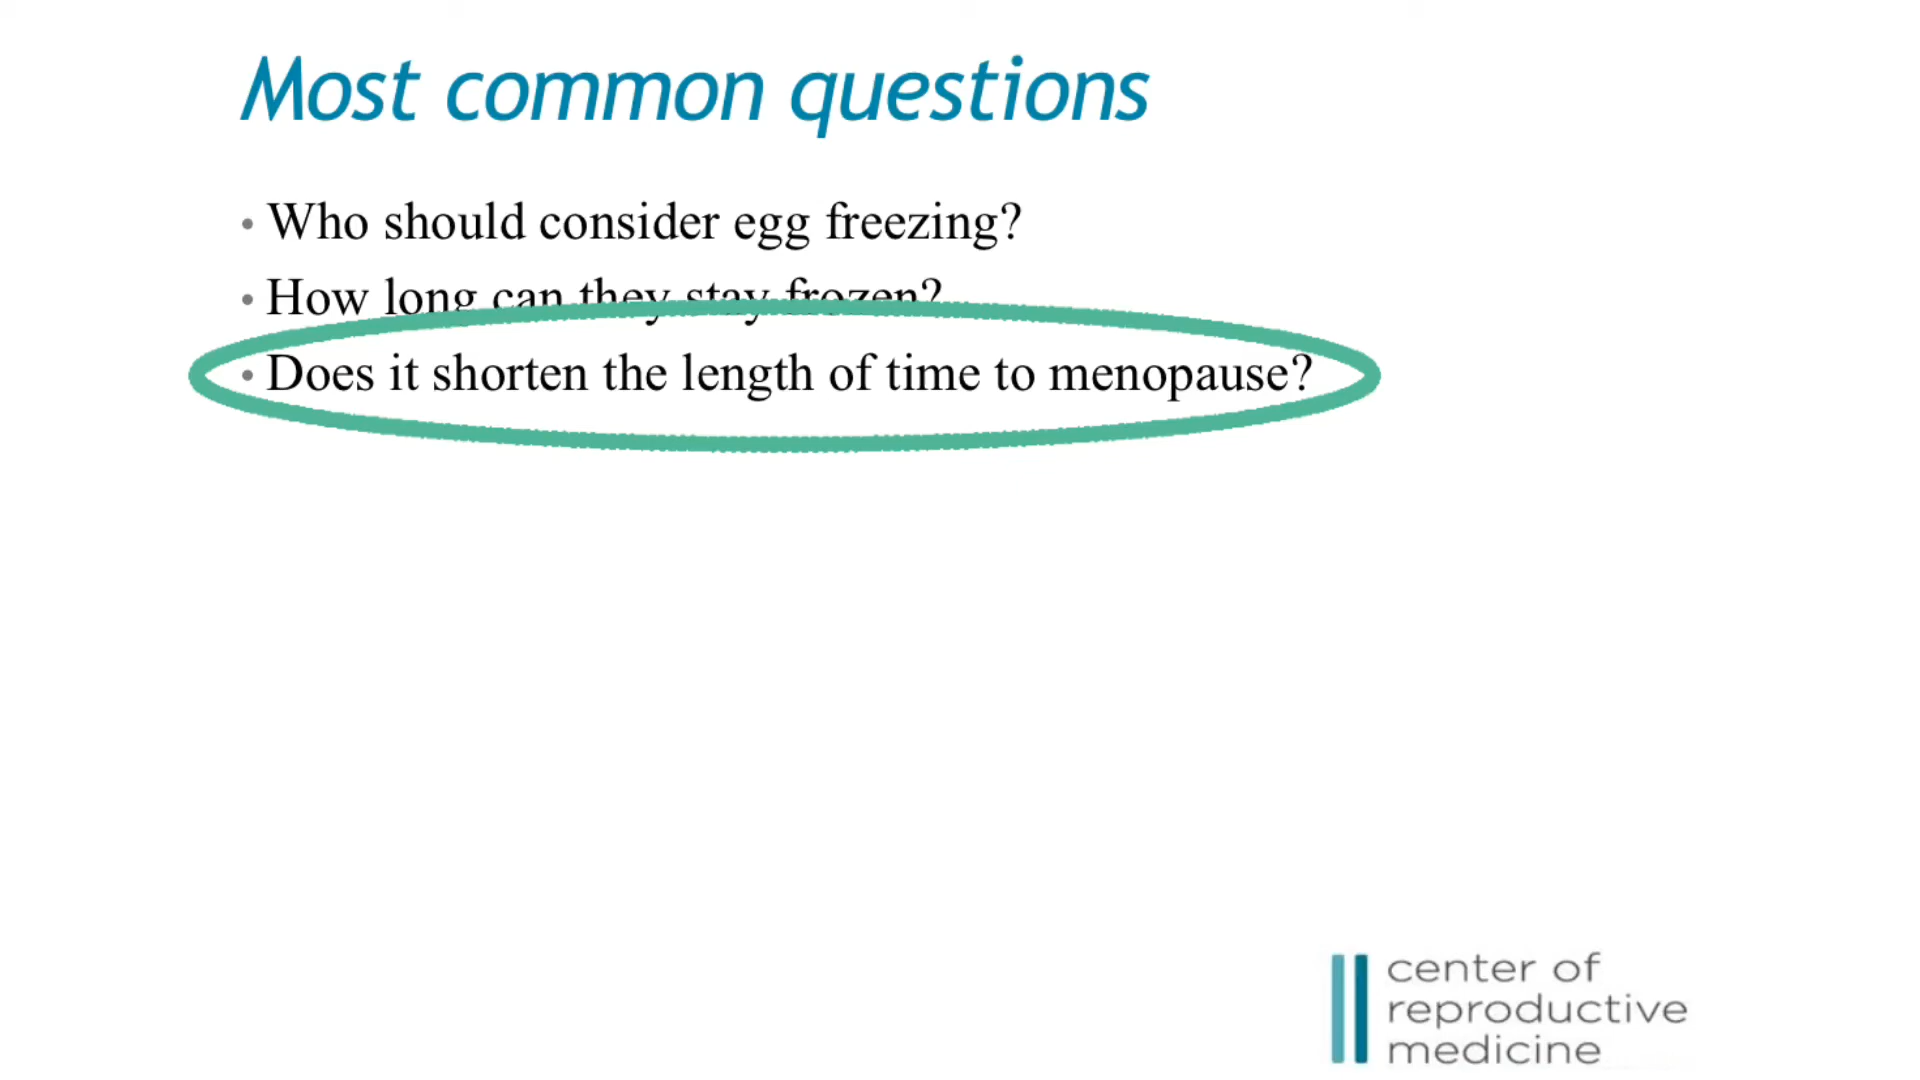 Most common questions
• Who should consider egg freezing?
• How long can they stay frozen?
• Does it shorten the length of time to menopause?
center of
reproductive
medicine